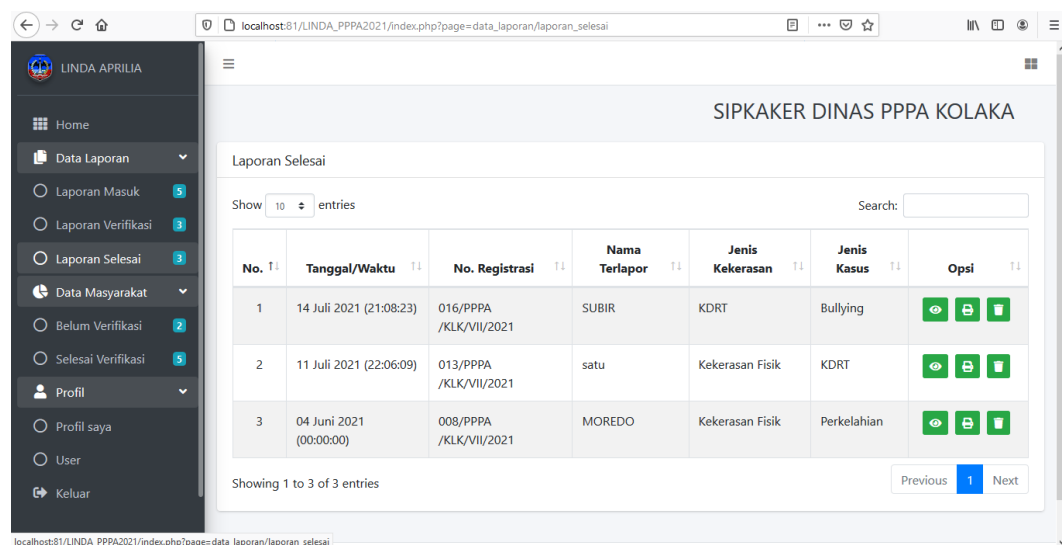 localhost:81/LINDA_PPPA2021/index.php?page=data_laporan/laporan_selesai
LINDA APRILIA
Home
Data Laporan
Laporan Masuk 5
Laporan Verifikasi 3
Laporan Selesai 3
Data Masyarakat
Belum Verifikasi 2
Selesai Verifikasi 5
Profil
Profil saya
User
Keluar
SIPKAKER DINAS PPPA KOLAKA
Laporan Selesai
Show 10 entries Search:
No. Tanggal/Waktu No. Registrasi Nama Terlapor Jenis Kekerasan Jenis Kasus Opsi
1 14 Juli 2021 (21:08:23) 016/PPPA /KLK/VII/2021 SUBIR KDRT Bullying
2 11 Juli 2021 (22:06:09) 013/PPPA /KLK/VII/2021 satu Kekerasan Fisik KDRT
3 04 Juni 2021 (00:00:00) 008/PPPA /KLK/VII/2021 MOREDO Kekerasan Fisik Perkelahian
Showing 1 to 3 of 3 entries
Previous 1 Next
localhost:81/LINDA_PPPA2021/index.php?page=data_laporan/laporan_selesai